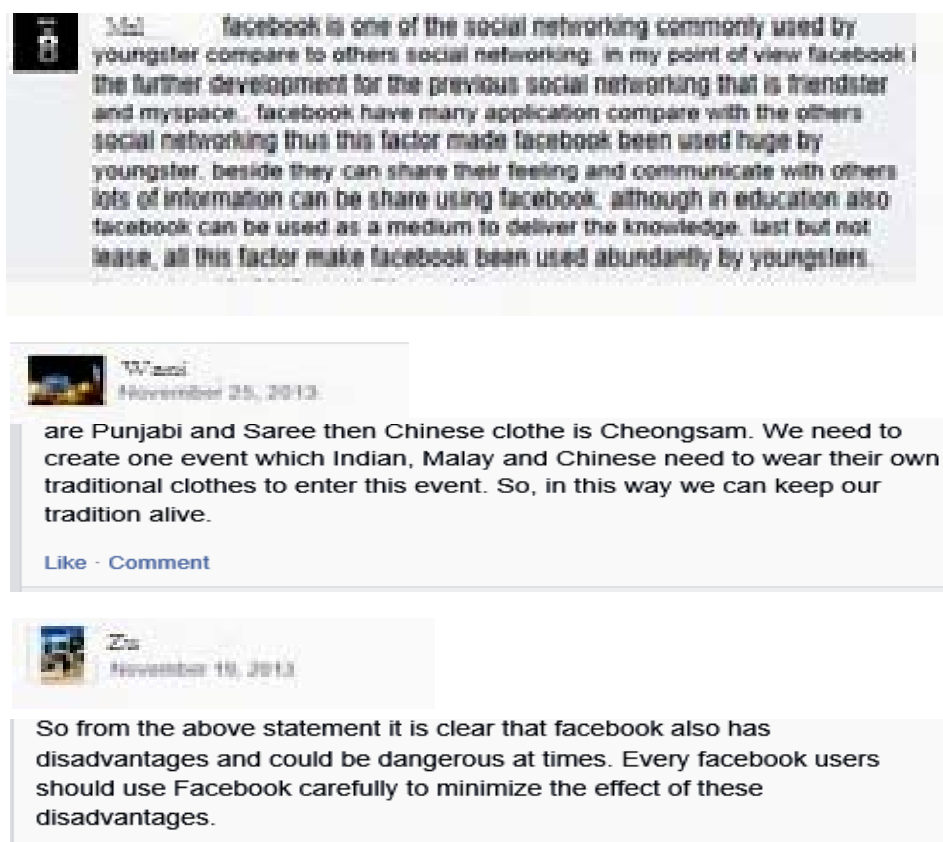 facebook is one of the social networking commonly used by
youngster compare to others social networking. in my point of view facebook i
the further development for the previous social networking that is friendster
and myspace.. facebook have many application compare with the others
social networking thus this factor made facebook been used huge by
youngster. beside they can share their feeling and communicate with others
lots of information can be share using facebook. although in education also
facebook can be used as a medium to deliver the knowledge. last but not
lease, all this factor make facebook been used abundantly by youngsters.
Wani
November 25, 2013
are Punjabi and Saree then Chinese clothe is Cheongsam. We need to
create one event which Indian, Malay and Chinese need to wear their own
traditional clothes to enter this event. So, in this way we can keep our
tradition alive.
Like · Comment
Zu
November 19, 2013
So from the above statement it is clear that facebook also has
disadvantages and could be dangerous at times. Every facebook users
should use Facebook carefully to minimize the effect of these
disadvantages.